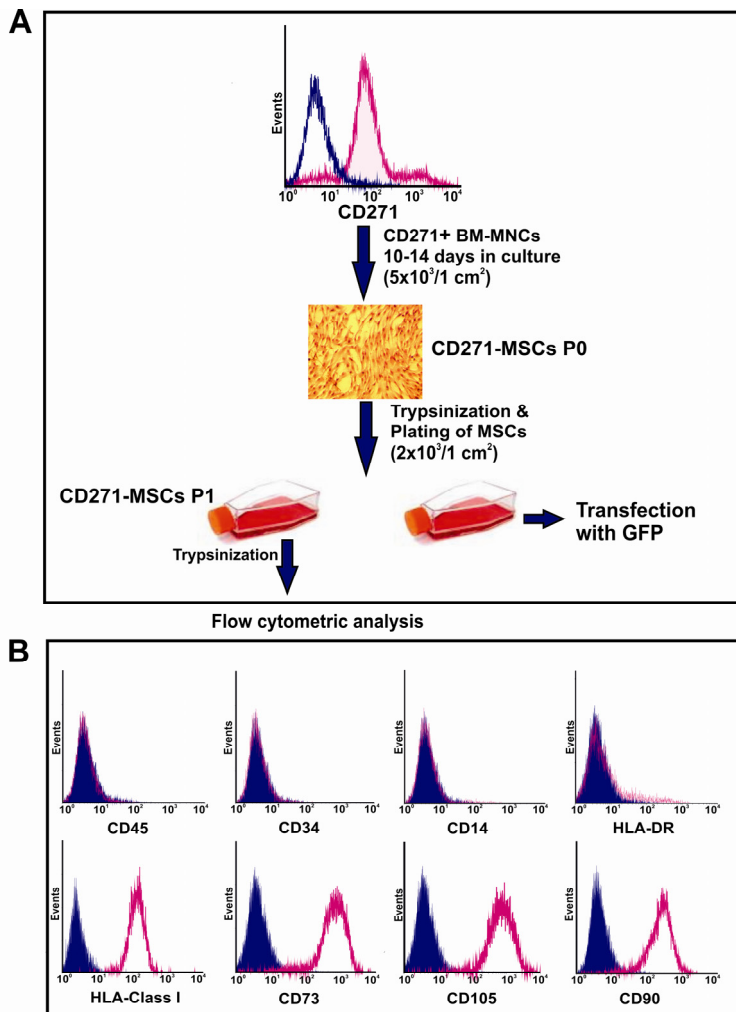 A
Events
10⁰ 10¹ 10² 10³ 10⁴
CD271
CD271+ BM-MNCs
10-14 days in culture
(5x10³/1 cm²)
CD271-MSCs P0
Trypsinization &
Plating of MSCs
(2x10³/1 cm²)
CD271-MSCs P1
Transfection
with GFP
Trypsinization
Flow cytometric analysis
B
Events
10⁰ 10¹ 10² 10³ 10⁴
CD45
Events
10⁰ 10¹ 10² 10³ 10⁴
CD34
Events
10⁰ 10¹ 10² 10³ 10⁴
CD14
Events
10⁰ 10¹ 10² 10³ 10⁴
HLA-DR
Events
10⁰ 10¹ 10² 10³ 10⁴
HLA-Class I
Events
10⁰ 10¹ 10² 10³ 10⁴
CD73
Events
10⁰ 10¹ 10² 10³ 10⁴
CD105
Events
10⁰ 10¹ 10² 10³ 10⁴
CD90